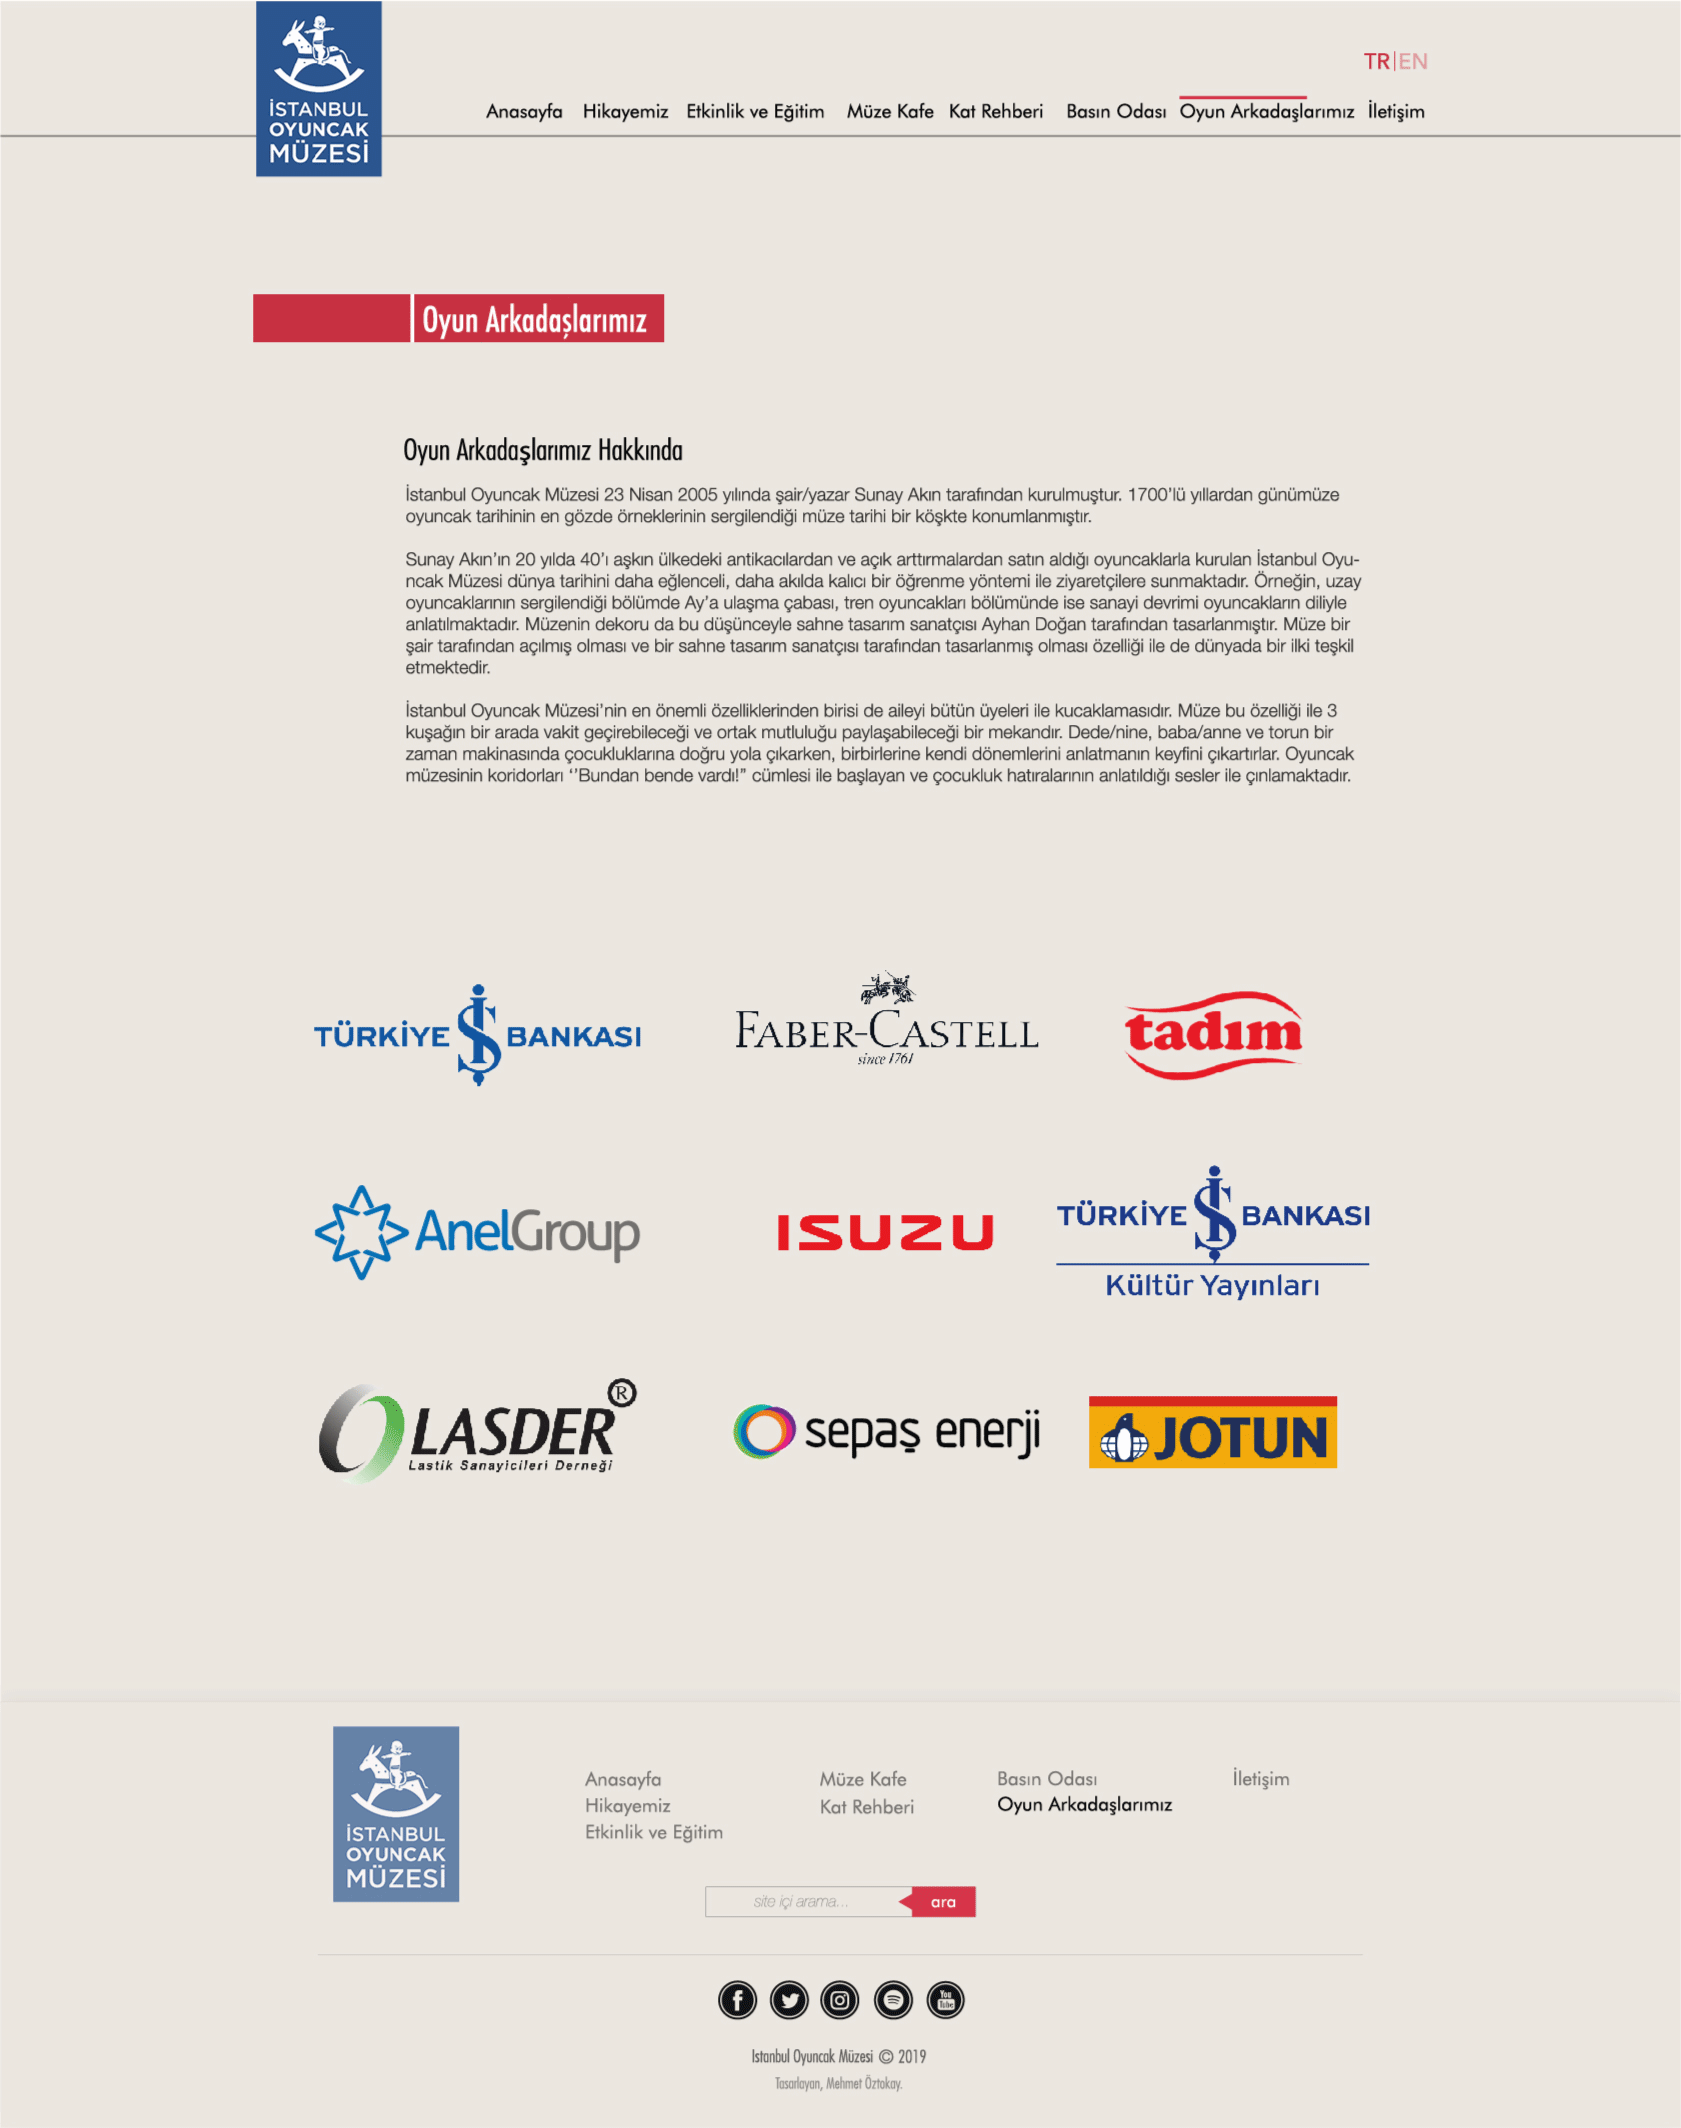 TR|EN
İSTANBUL
OYUNCAK
MÜZESİ
Anasayfa Hikayemiz Etkinlik ve Eğitim Müze Kafe Kat Rehberi Basın Odası Oyun Arkadaşlarımız İletişim
Oyun Arkadaşlarımız
Oyun Arkadaşlarımız Hakkında
İstanbul Oyuncak Müzesi 23 Nisan 2005 yılında şair/yazar Sunay Akın tarafından kurulmuştur. 1700'lü yıllardan günümüze
oyuncak tarihinin en gözde örneklerinin sergilendiği müze tarihi bir köşkte konumlanmıştır.
Sunay Akın'ın 20 yılda 40'ı aşkın ülkedeki antikacılardan ve açık arttırmalardan satın aldığı oyuncaklarla kurulan İstanbul Oyu-
ncak Müzesi dünya tarihini daha eğlenceli, daha akılda kalıcı bir öğrenme yöntemi ile ziyaretçilere sunmaktadır. Örneğin, uzay
oyuncaklarının sergilendiği bölümde Ay'a ulaşma çabası, tren oyuncakları bölümünde ise sanayi devrimi oyuncakların diliyle
anlatılmaktadır. Müzenin dekoru da bu düşünceyle sahne tasarım sanatçısı Ayhan Doğan tarafından tasarlanmıştır. Müze bir
şair tarafından açılmış olması ve bir sahne tasarım sanatçısı tarafından tasarlanmış olması özelliği ile de dünyada bir ilki teşkil
etmektedir.
İstanbul Oyuncak Müzesi'nin en önemli özelliklerinden birisi de aileyi bütün üyeleri ile kucaklamasıdır. Müze bu özelliği ile 3
kuşağın bir arada vakit geçirebileceği ve ortak mutluluğu paylaşabileceği bir mekandır. Dede/nine, baba/anne ve torun bir
zaman makinasında çocukluklarına doğru yola çıkarken, birbirlerine kendi dönemlerini anlatmanın keyfini çıkartırlar. Oyuncak
müzesinin koridorları ‘’Bundan bende vardı!” cümlesi ile başlayan ve çocukluk hatıralarının anlatıldığı sesler ile çınlamaktadır.
TÜRKİYE İŞ BANKASI
FABER-CASTELL
since 1761
tadım
AnelGroup
ISUZU
TÜRKİYE İŞ BANKASI
Kültür Yayınları
LASDER ®
Lastik Sanayicileri Derneği
sepaş enerji
JOTUN
İSTANBUL
OYUNCAK
MÜZESİ
Anasayfa
Hikayemiz
Etkinlik ve Eğitim
Müze Kafe
Kat Rehberi
Basın Odası
Oyun Arkadaşlarımız
İletişim
site içi arama... ara
You
Tube
Istanbul Oyuncak Müzesi © 2019
Tasarlayan, Mehmet Öztokay.